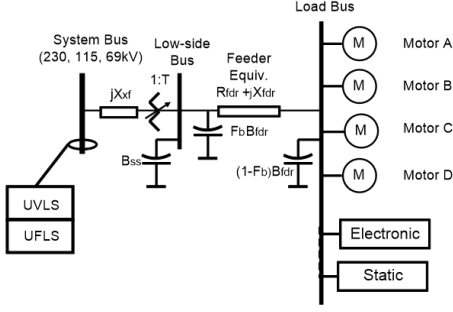 Load Bus
System Bus
(230, 115, 69kV)
Low-side
Bus
Feeder
Equiv.
Rfdr +jXfdr
jXxf
1:T
M
Motor A
M
Motor B
M
Motor C
M
Motor D
FbBfdr
Bss
(1-Fb)Bfdr
UVLS
UFLS
Electronic
Static